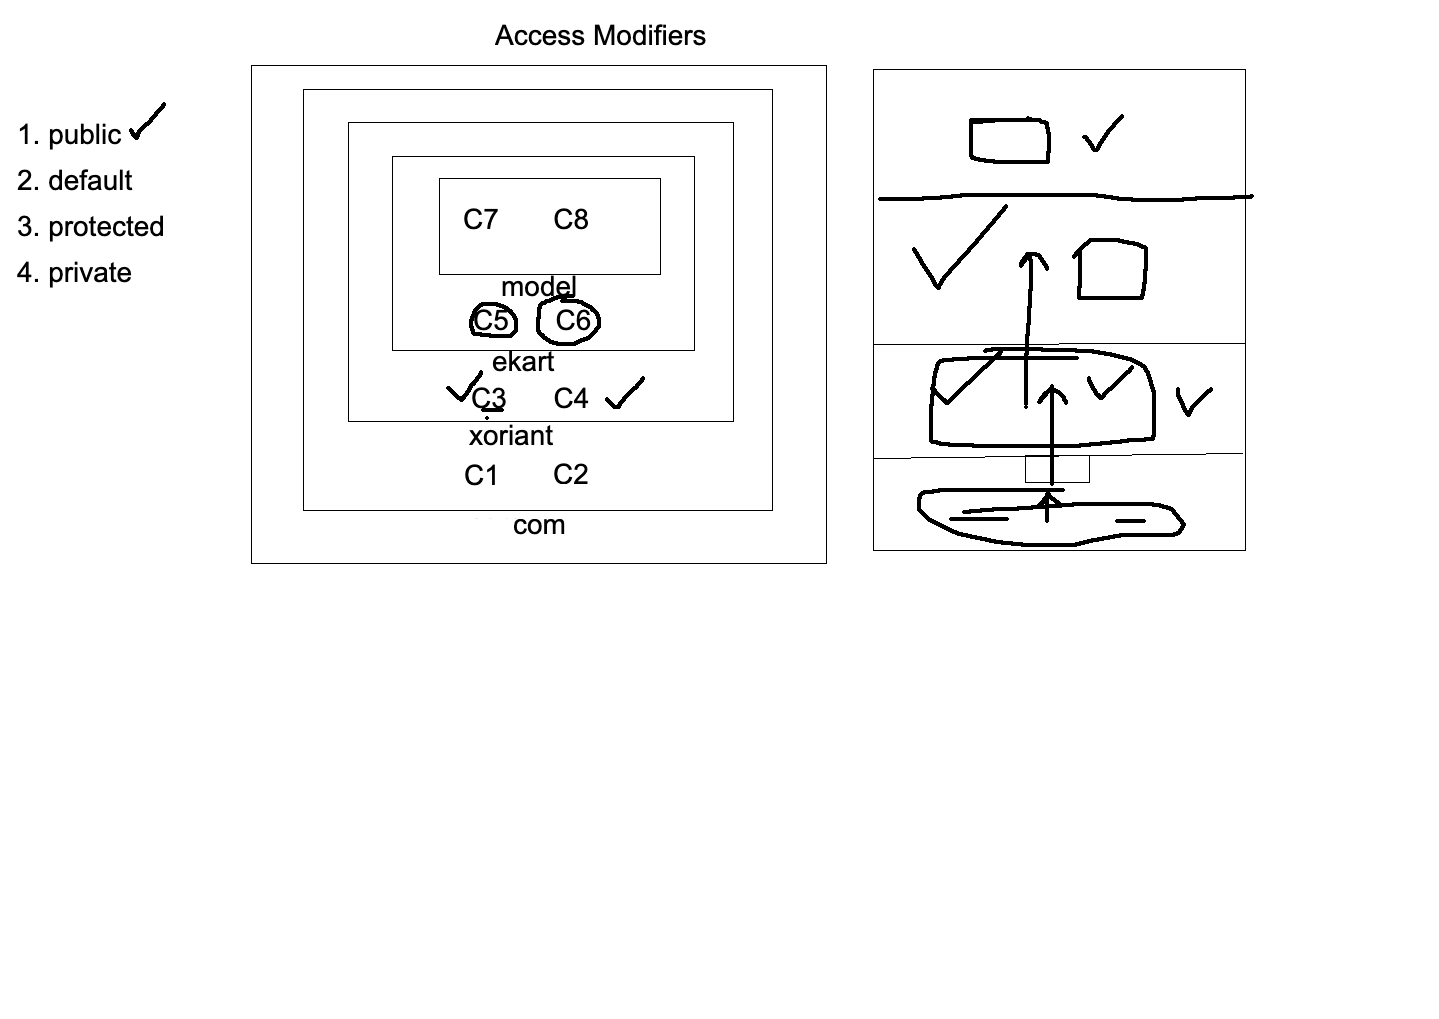 Access Modifiers
1. public
2. default
3. protected
4. private
C7 C8
model
C5 C6
ekart
C3 C4
xoriant
C1 C2
com